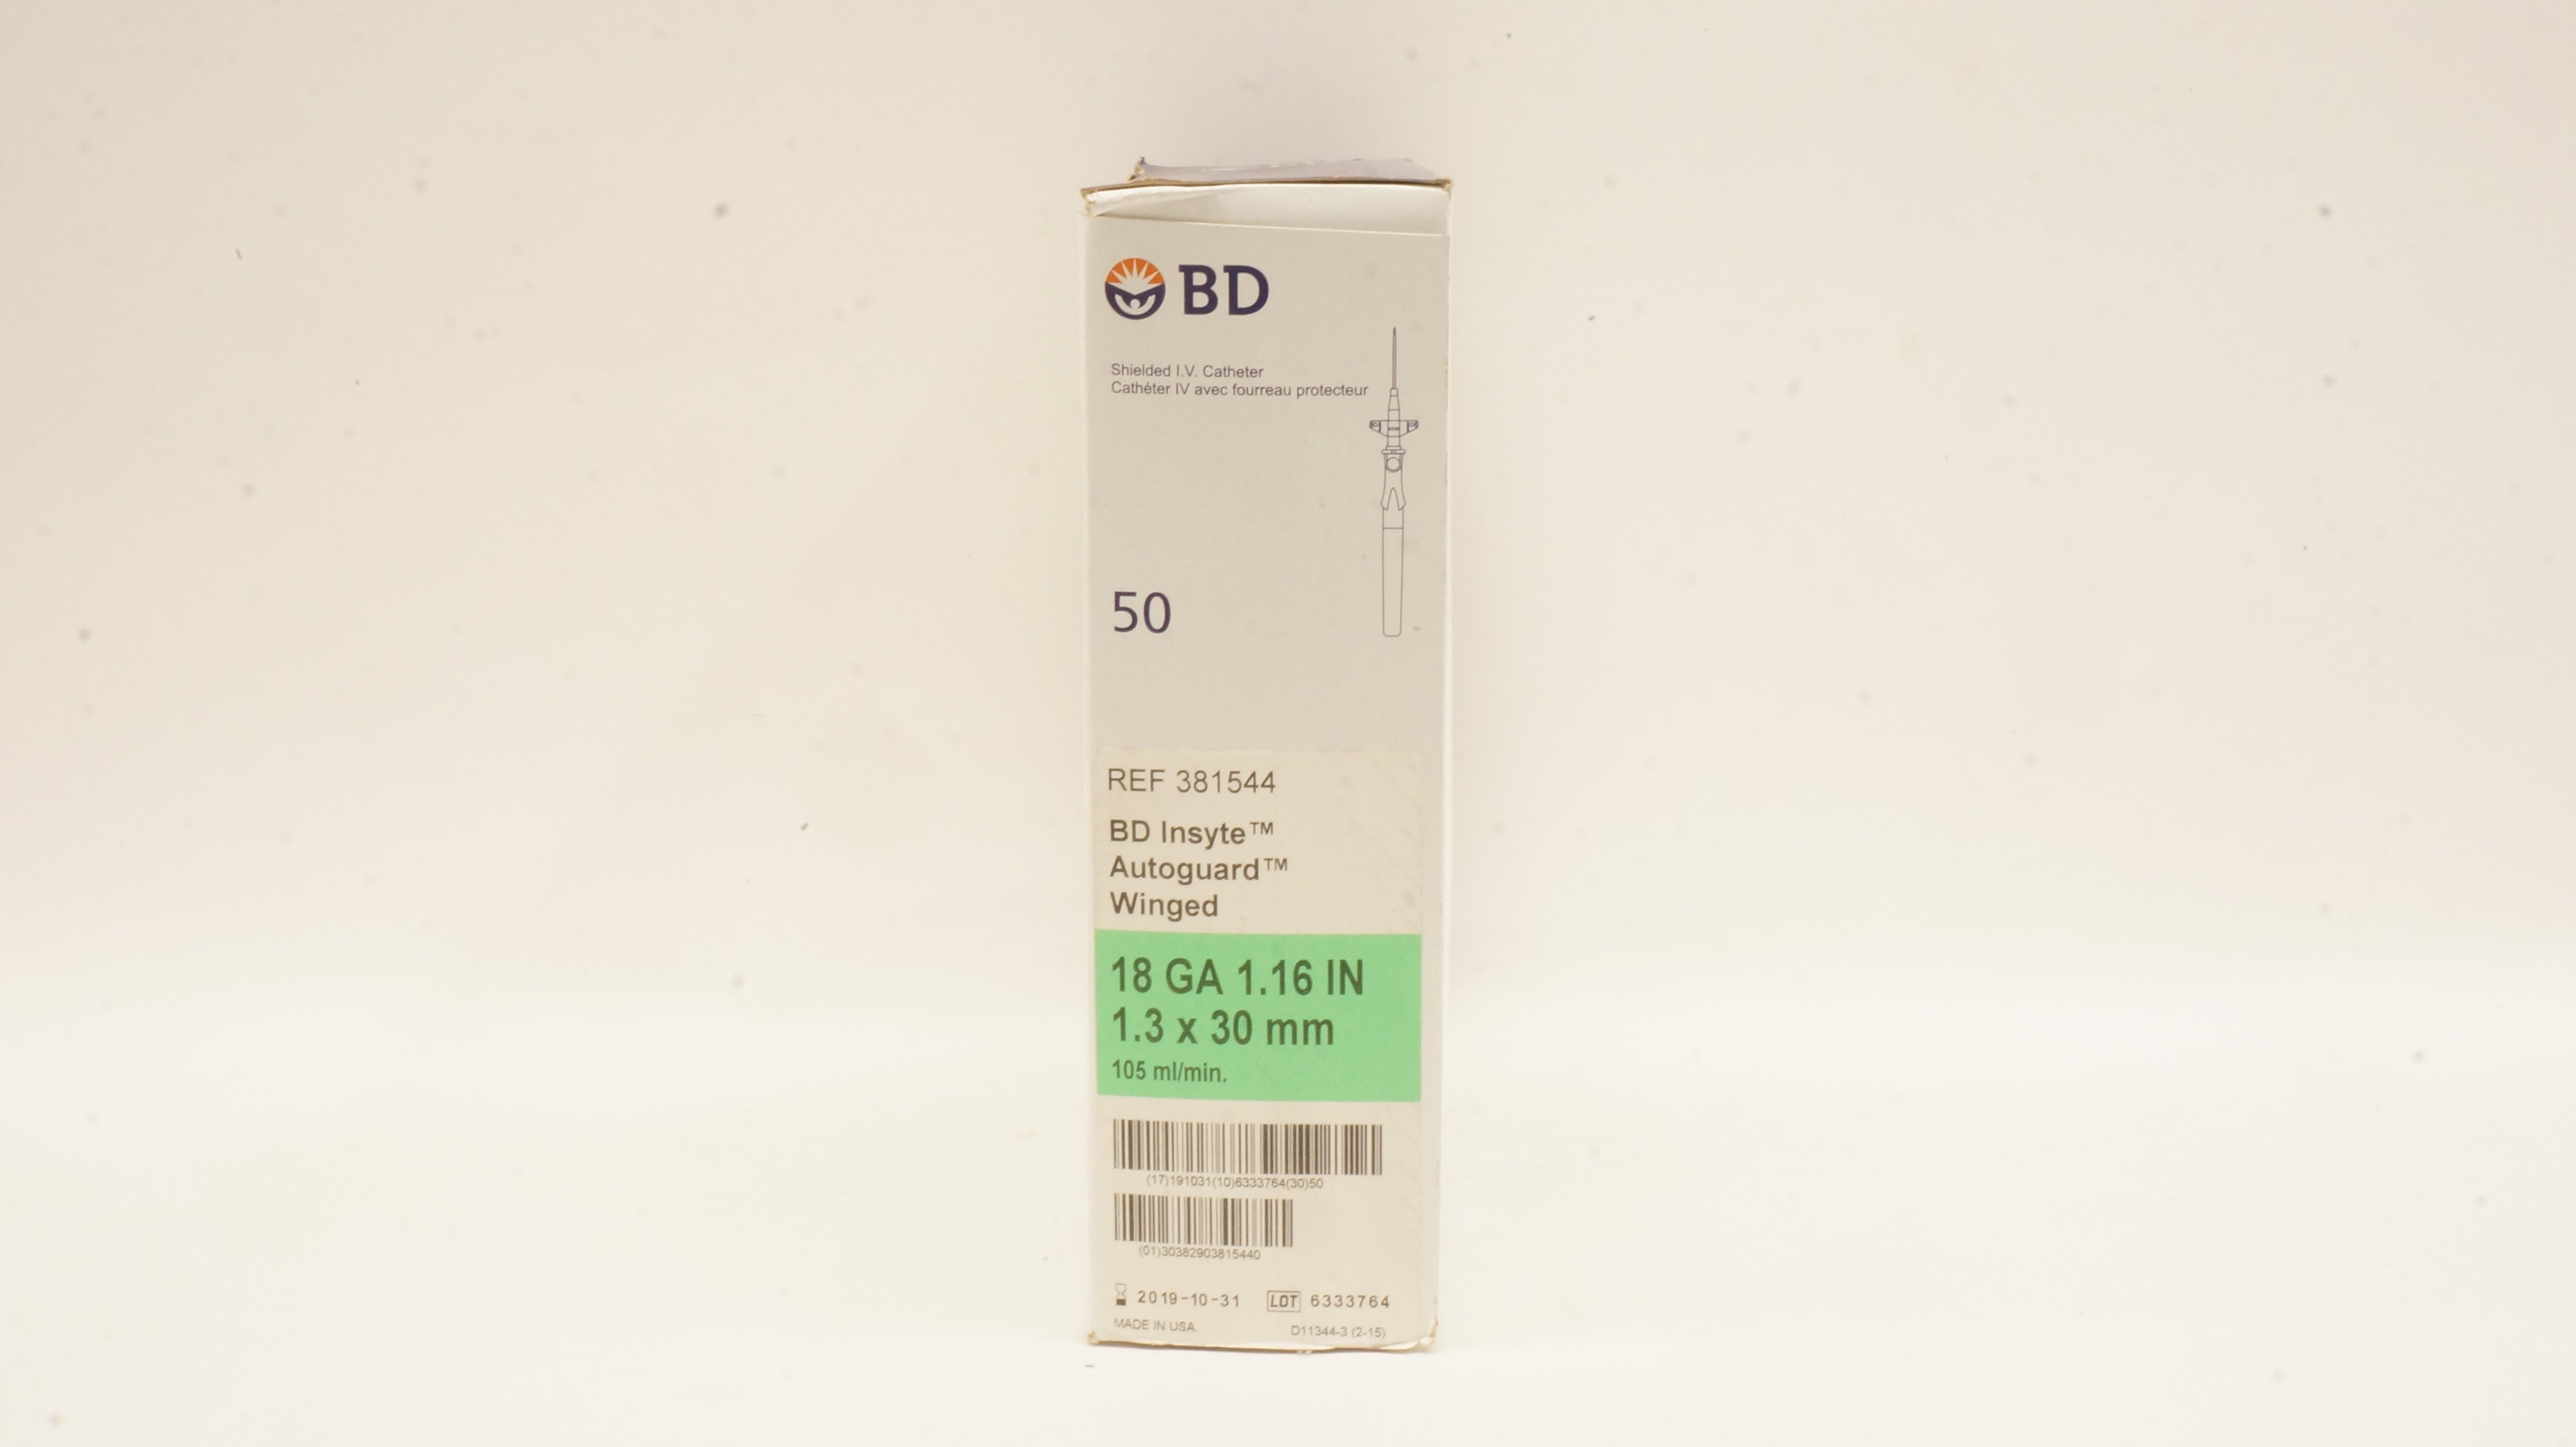 BD
Shielded I.V. Catheter
Cathéter IV avec fourreau protecteur
50
REF 381544
BD Insyte™
Autoguard™
Winged
18 GA 1.16 IN
1.3 x 30 mm
105 ml/min.
(17)191031(10)6333764(30)50
(01)30382903815440
2019-10-31 LOT 6333764
MADE IN USA D11344-3 (2-15)